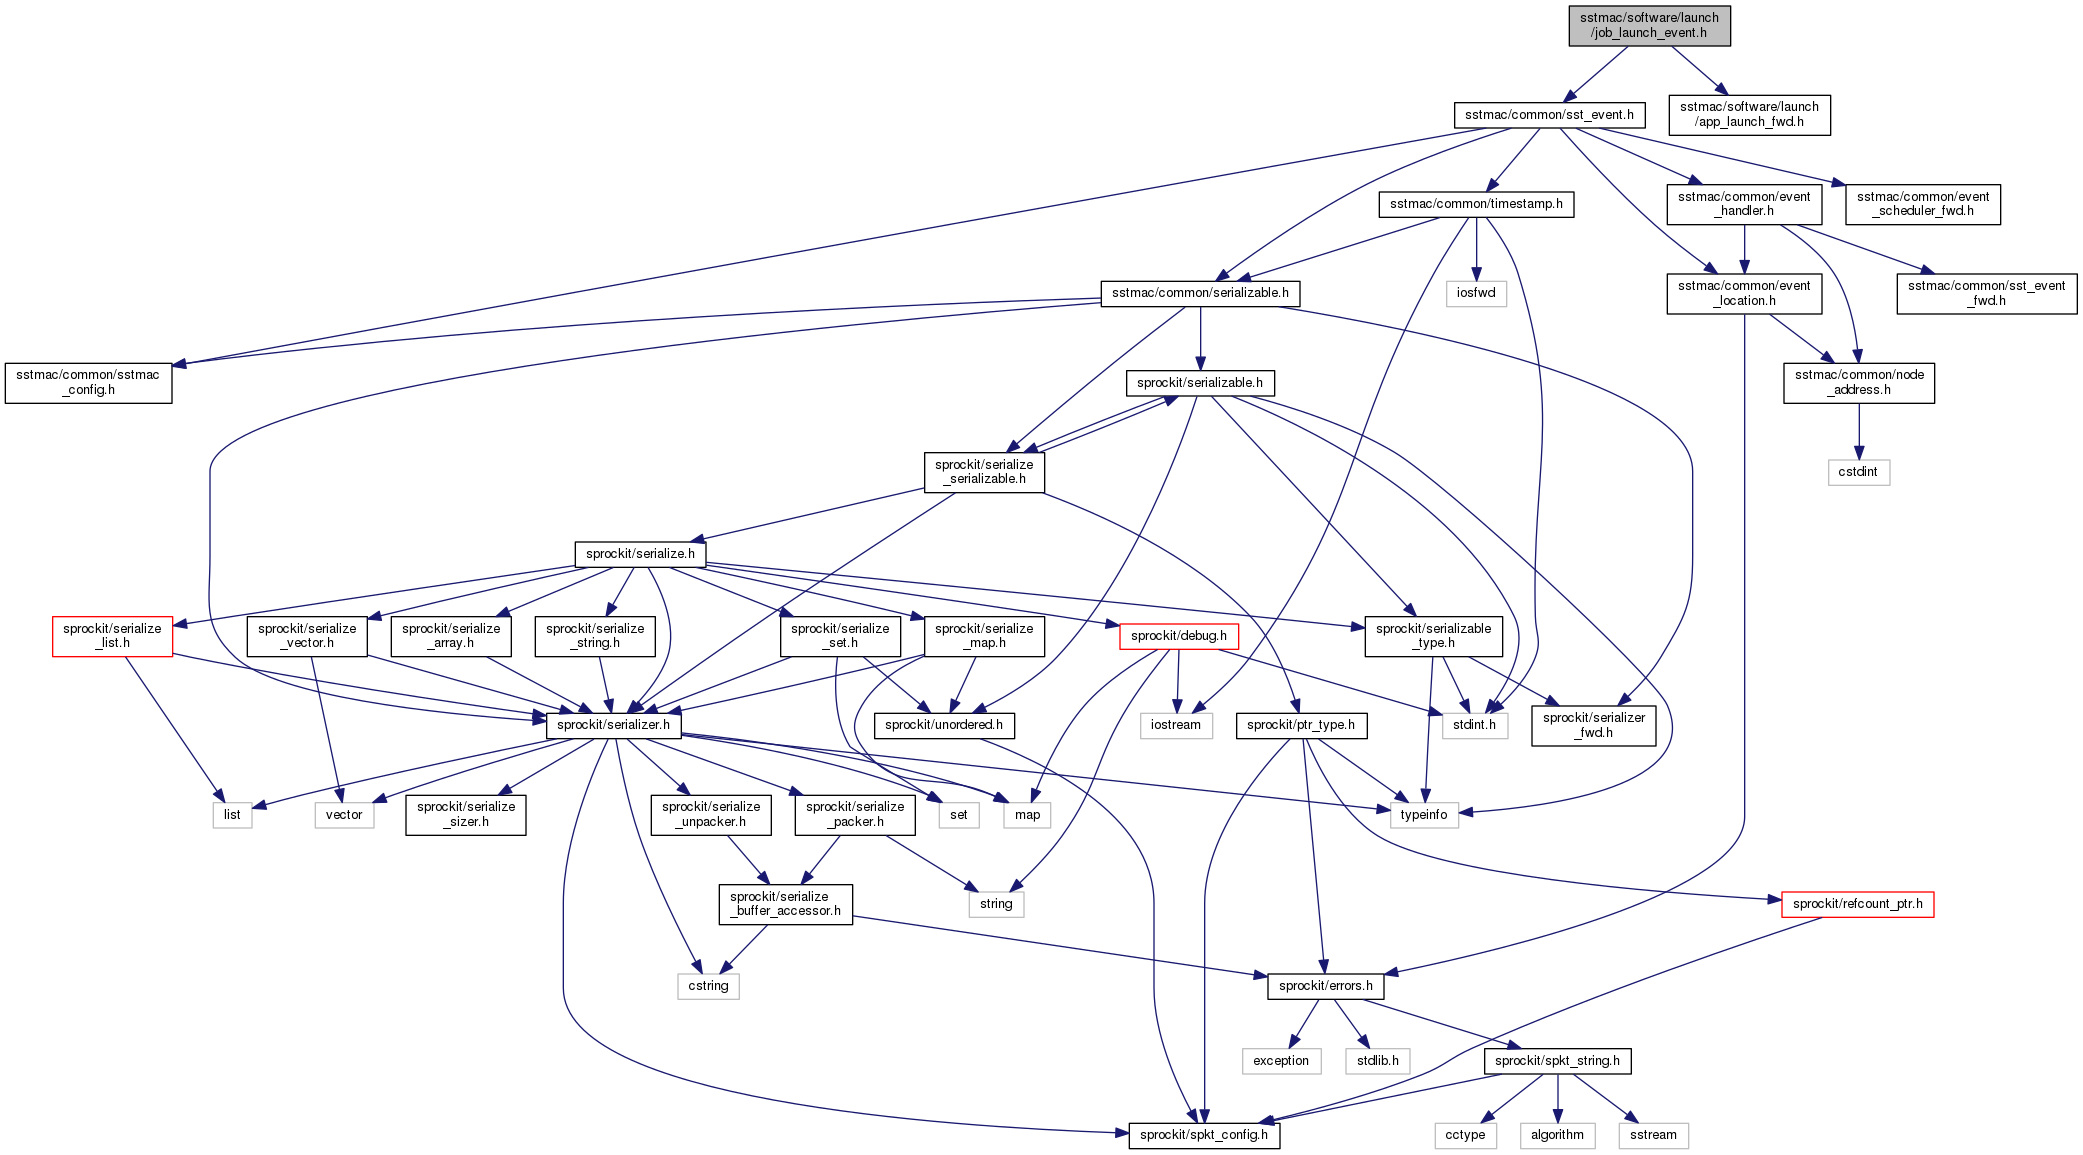 sstmac/software/launch
/job_launch_event.h
sstmac/common/sst_event.h
sstmac/software/launch
/app_launch_fwd.h
sstmac/common/timestamp.h
sstmac/common/event
_handler.h
sstmac/common/event
_scheduler_fwd.h
sstmac/common/serializable.h
iosfwd
sstmac/common/event
_location.h
sstmac/common/sst_event
_fwd.h
sstmac/common/sstmac
_config.h
sprockit/serializable.h
sstmac/common/node
_address.h
sprockit/serialize
_serializable.h
cstdint
sprockit/serialize.h
sprockit/serialize
_list.h
sprockit/serialize
_vector.h
sprockit/serialize
_array.h
sprockit/serialize
_string.h
sprockit/serialize
_set.h
sprockit/serialize
_map.h
sprockit/debug.h
sprockit/serializable
_type.h
sprockit/serializer.h
sprockit/unordered.h
iostream
sprockit/ptr_type.h
stdint.h
sprockit/serializer
_fwd.h
list
vector
sprockit/serialize
_sizer.h
sprockit/serialize
_unpacker.h
sprockit/serialize
_packer.h
set
map
typeinfo
sprockit/serialize
_buffer_accessor.h
string
sprockit/refcount_ptr.h
cstring
sprockit/errors.h
exception
stdlib.h
sprockit/spkt_string.h
sprockit/spkt_config.h
cctype
algorithm
sstream